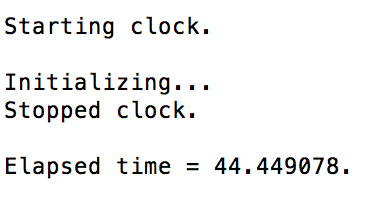 Starting clock.
Initializing...
Stopped clock.
Elapsed time = 44.449078.